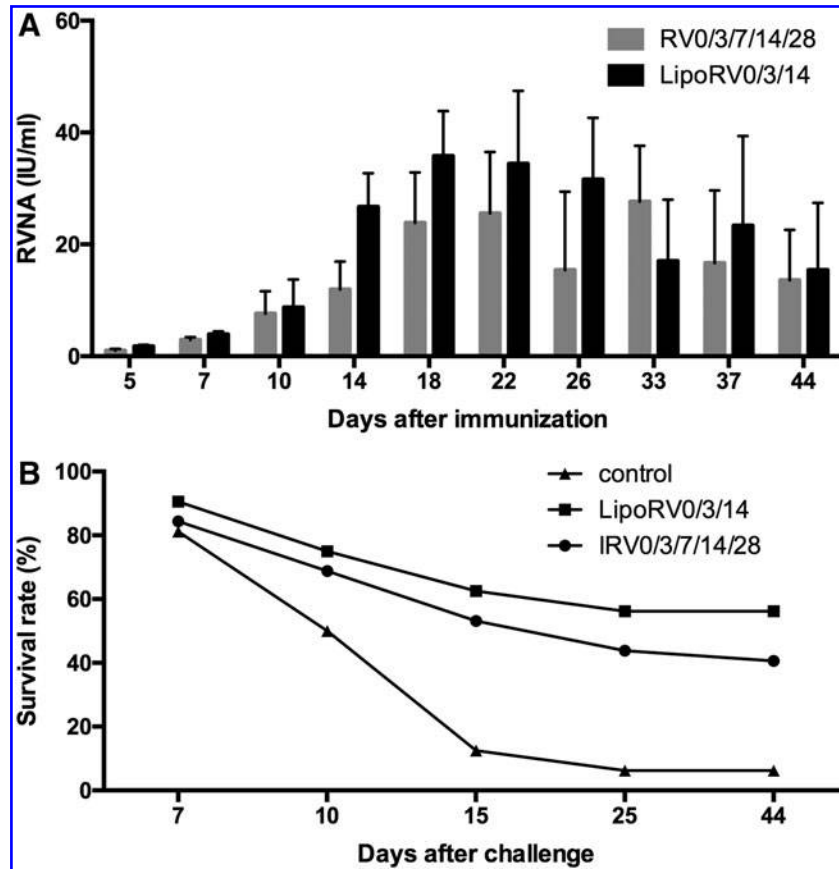 A
60
40
20
0
RVNA (IU/ml)
RV0/3/7/14/28
LipoRV0/3/14
5 7 10 14 18 22 26 33 37 44
Days after immunization
B
100
80
60
40
20
0
Survival rate (%)
control
LipoRV0/3/14
IRV0/3/7/14/28
7 10 15 25 44
Days after challenge